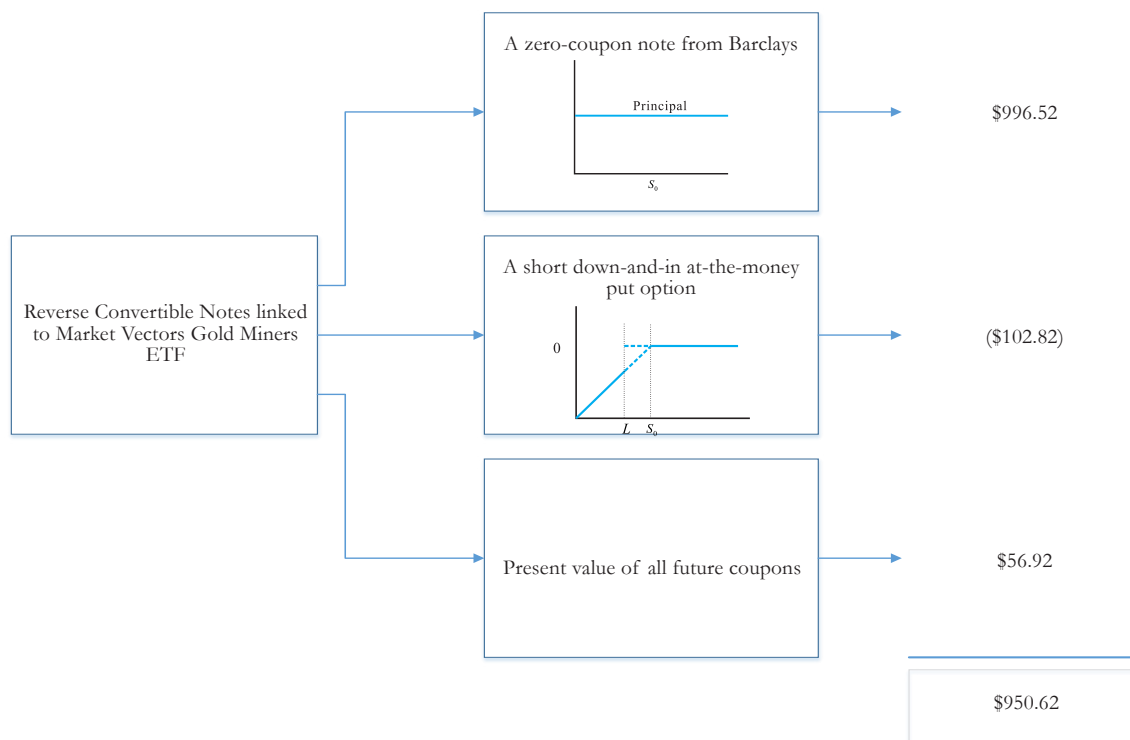 A zero-coupon note from Barclays
Principal
S₀
$996.52
Reverse Convertible Notes linked
to Market Vectors Gold Miners
ETF
A short down-and-in at-the-money
put option
0
L S₀
($102.82)
Present value of all future coupons
$56.92
$950.62